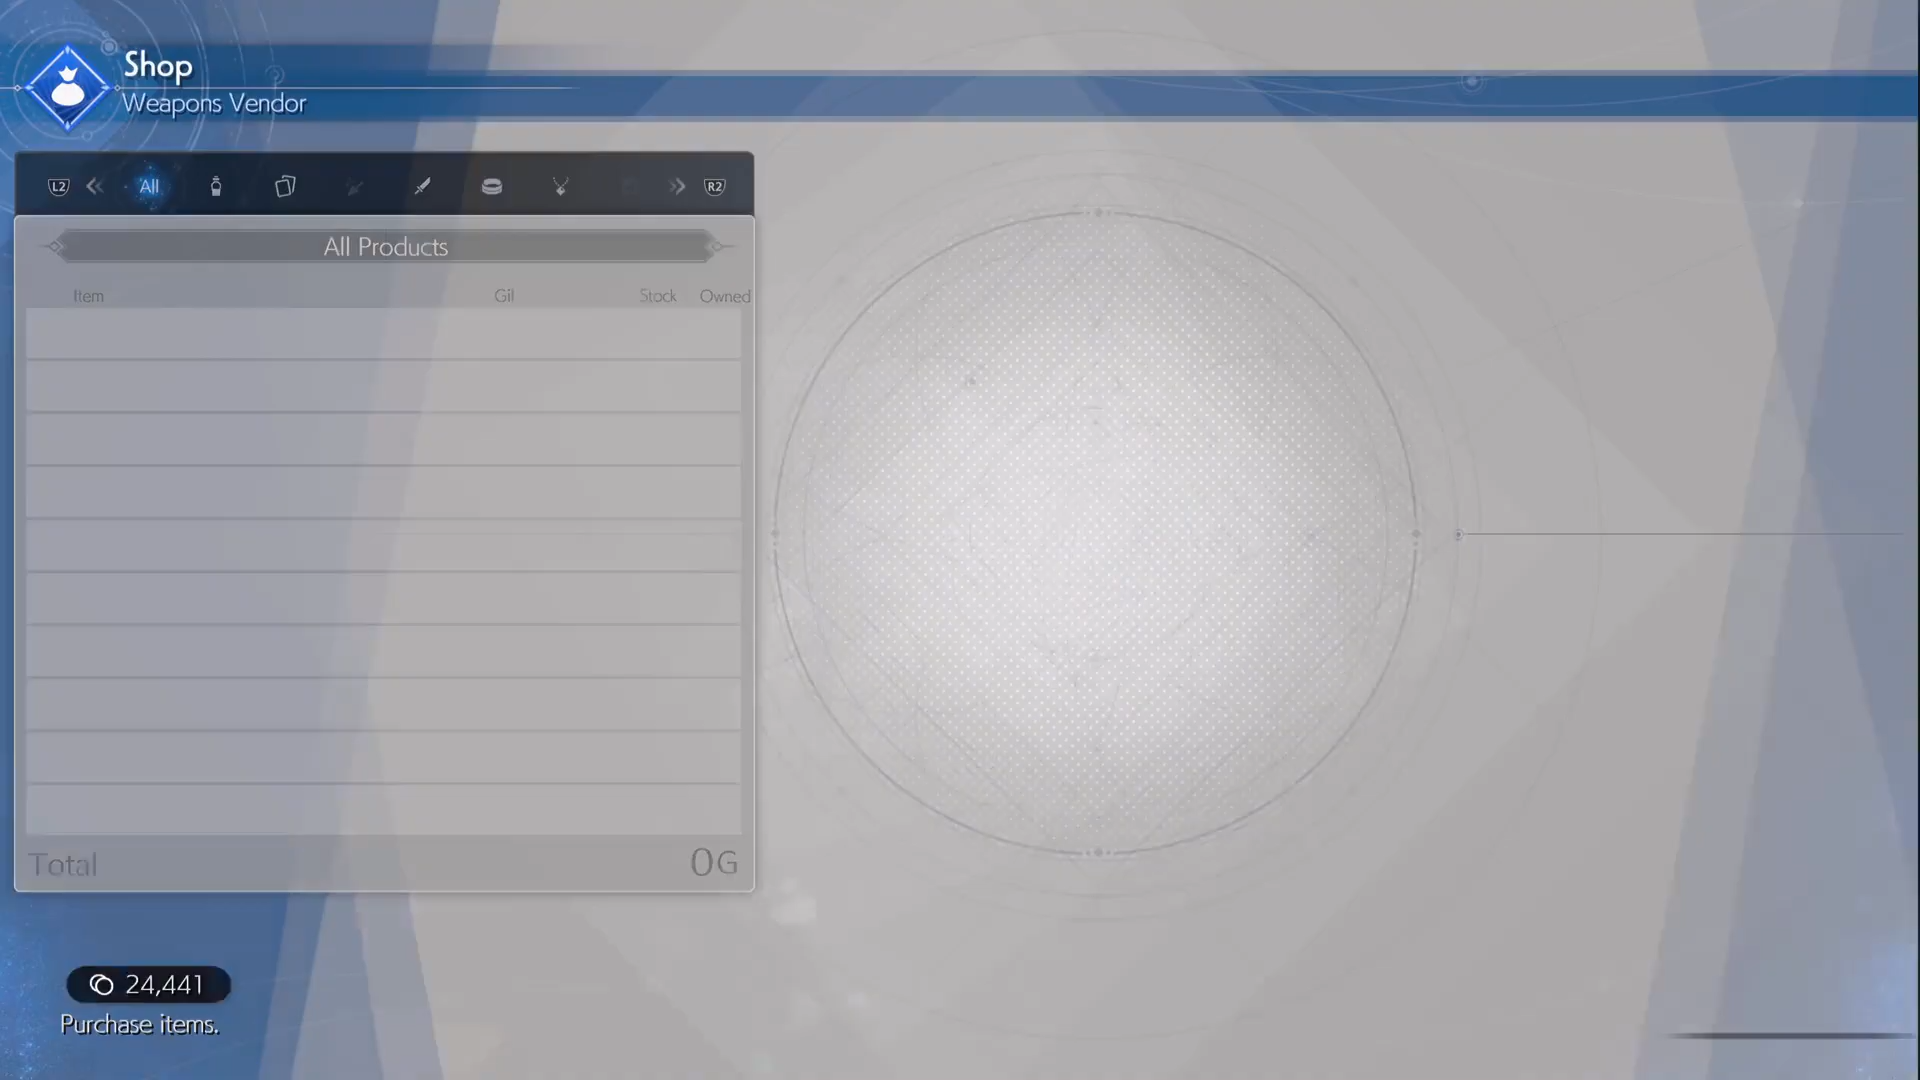 Shop
Weapons Vendor
L2 All R2
All Products
Item Gil Stock Owned
Total 0G
24,441
Purchase items.